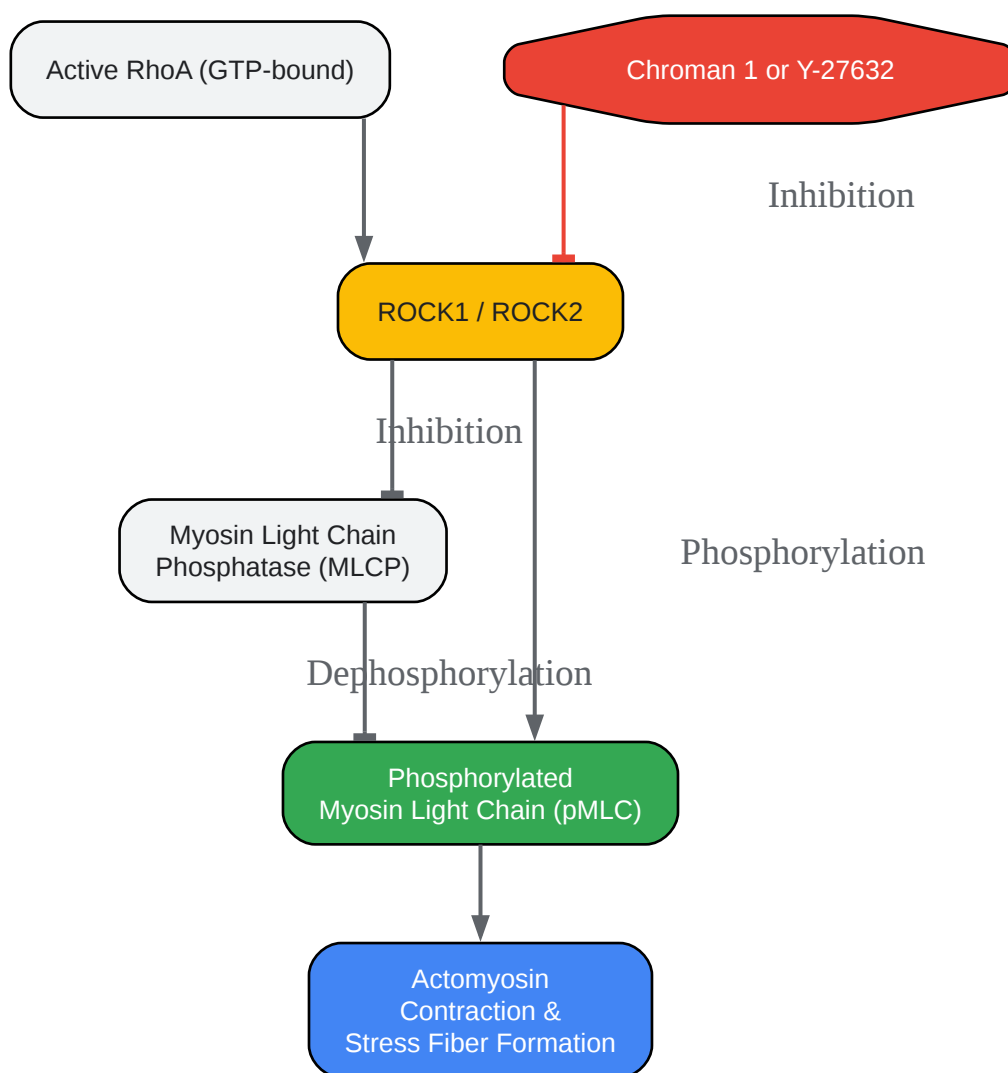 Active RhoA (GTP-bound)
Chroman 1 or Y-27632
Inhibition
ROCK1 / ROCK2
Inhibition
Myosin Light Chain
Phosphatase (MLCP)
Phosphorylation
Dephosphorylation
Phosphorylated
Myosin Light Chain (pMLC)
Actomyosin
Contraction &
Stress Fiber Formation